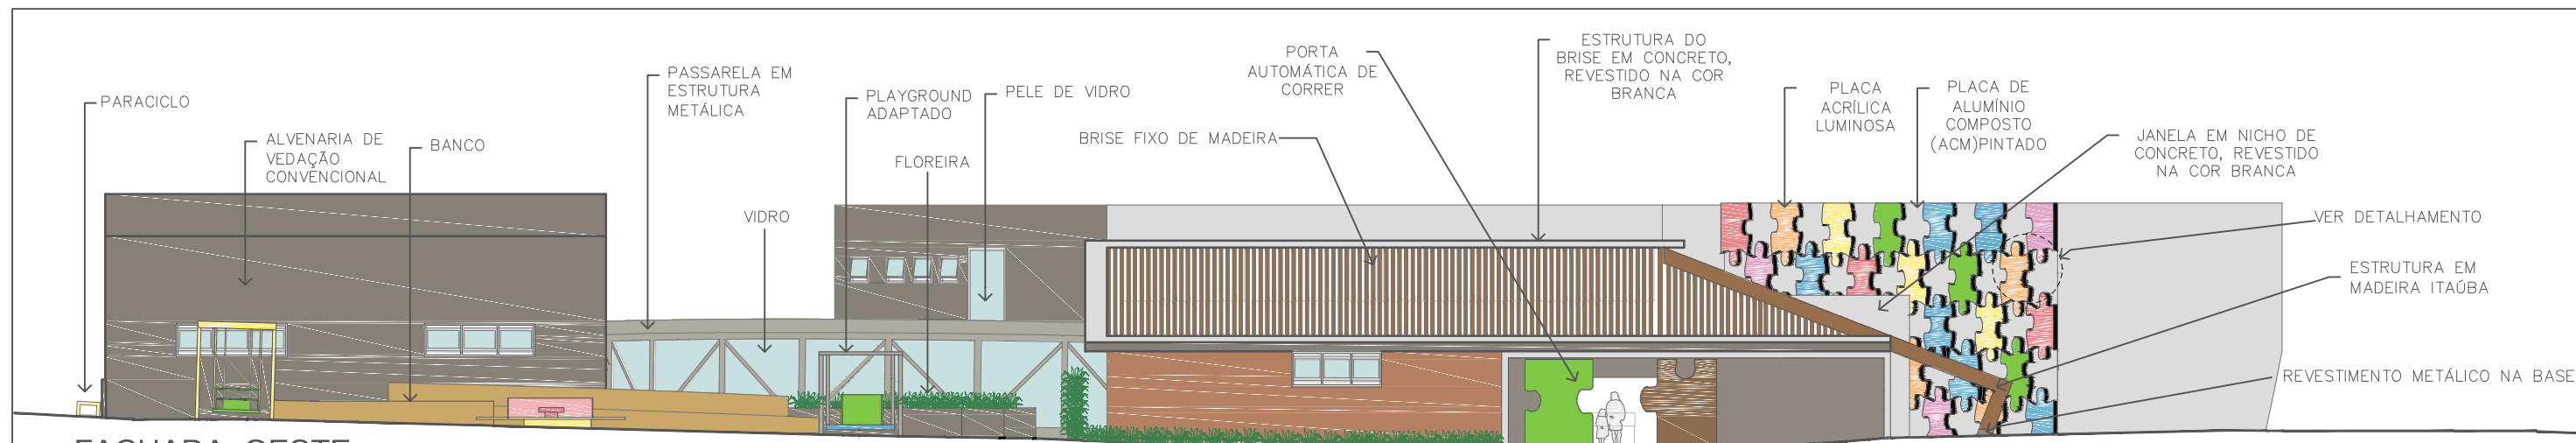 PARACICLO
ALVENARIA DE
VEDAÇÃO
CONVENCIONAL
BANCO
PASSARELA EM
ESTRUTURA
METÁLICA
VIDRO
PLAYGROUND
ADAPTADO
FLOREIRA
PELE DE VIDRO
BRISE FIXO DE MADEIRA
PORTA
AUTOMÁTICA DE
CORRER
ESTRUTURA DO
BRISE EM CONCRETO,
REVESTIDO NA COR
BRANCA
PLACA
ACRÍLICA
LUMINOSA
PLACA DE
ALUMÍNIO
COMPOSTO
(ACM)PINTADO
JANELA EM NICHO DE
CONCRETO, REVESTIDO
NA COR BRANCA
VER DETALHAMENTO
ESTRUTURA EM
MADEIRA ITAÚBA
REVESTIMENTO METÁLICO NA BASE
FACHADA OESTE